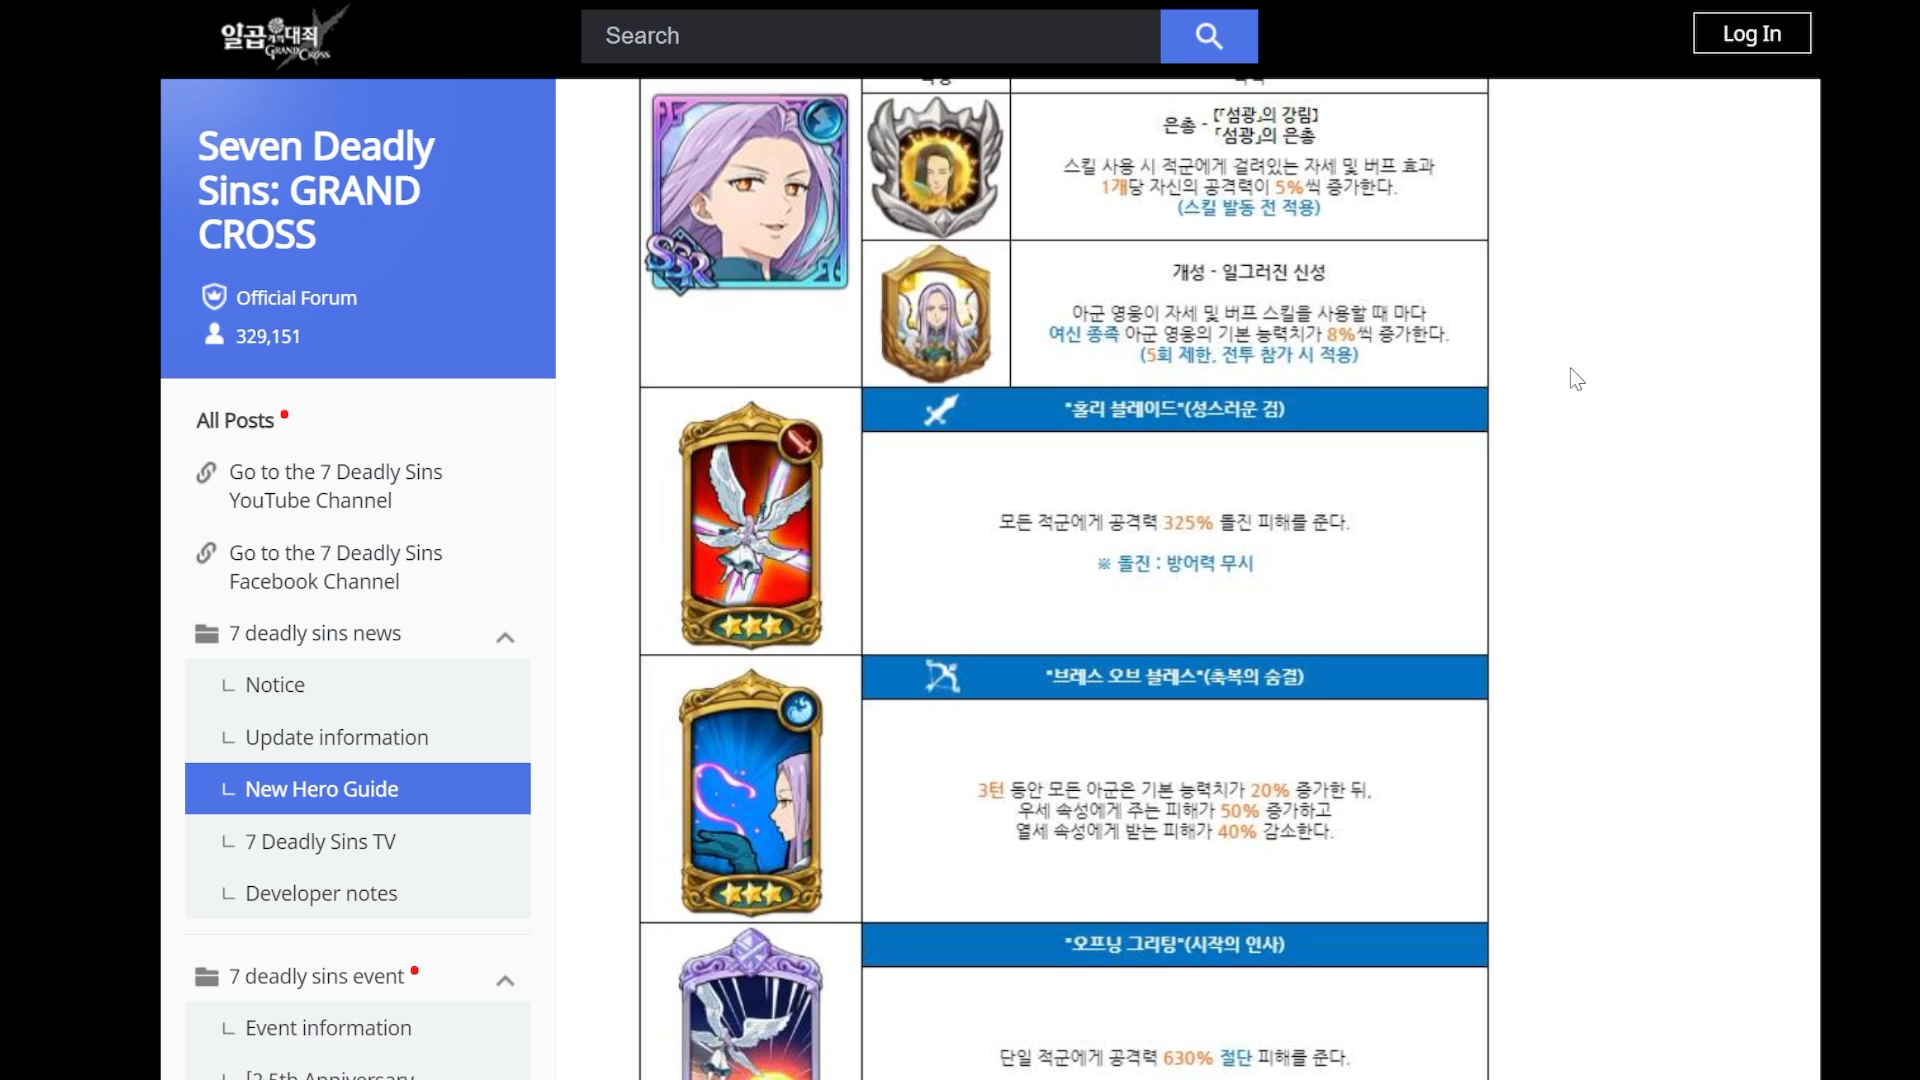 일곱개의대죄
GRAND CROSS
Search
Log In
Seven Deadly
Sins: GRAND
CROSS
Official Forum
329,151
All Posts
Go to the 7 Deadly Sins
YouTube Channel
Go to the 7 Deadly Sins
Facebook Channel
7 deadly sins news
Notice
Update information
New Hero Guide
7 Deadly Sins TV
Developer notes
7 deadly sins event
Event information
[2.5th Anniversary
SSR
은총 - 『「섬광」의 강림』
「섬광」의 은총
스킬 사용 시 적군에게 걸려있는 자세 및 버프 효과
1개당 자신의 공격력이 5%씩 증가한다.
(스킬 발동 전 적용)
개성 - 일그러진 신성
아군 영웅이 자세 및 버프 스킬을 사용할 때 마다
여신 종족 아군 영웅의 기본 능력치가 8%씩 증가한다.
(5회 제한, 전투 참가 시 적용)
"홀리 블레이드"(성스러운 검)
모든 적군에게 공격력 325% 돌진 피해를 준다.
※ 돌진 : 방어력 무시
"브레스 오브 블레스"(축복의 숨결)
3턴 동안 모든 아군은 기본 능력치가 20% 증가한 뒤,
우세 속성에게 주는 피해가 50% 증가하고
열세 속성에게 받는 피해가 40% 감소한다.
"오프닝 그리팅"(시작의 인사)
단일 적군에게 공격력 630% 절단 피해를 준다.